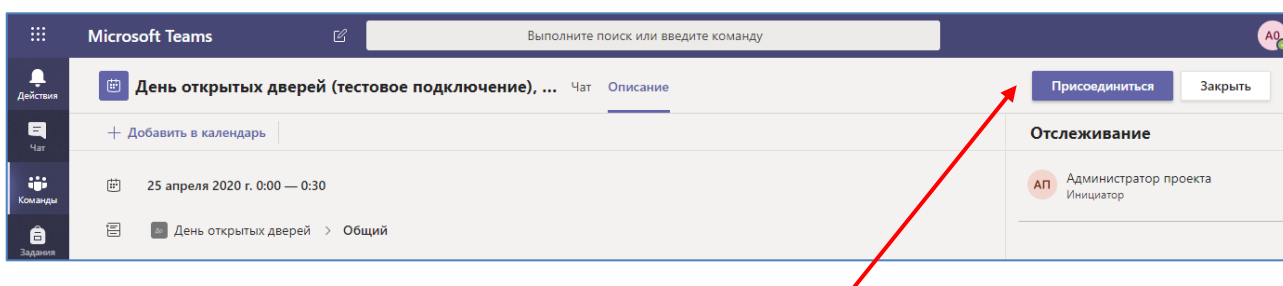 Microsoft Teams
Выполните поиск или введите команду
A0
Действия
День открытых дверей (тестовое подключение), ... Чат Описание
Присоединиться Закрыть
Чат
+ Добавить в календарь
Отслеживание
Команды
25 апреля 2020 г. 0:00 — 0:30
АП Администратор проекта
Инициатор
До День открытых дверей > Общий
Задания